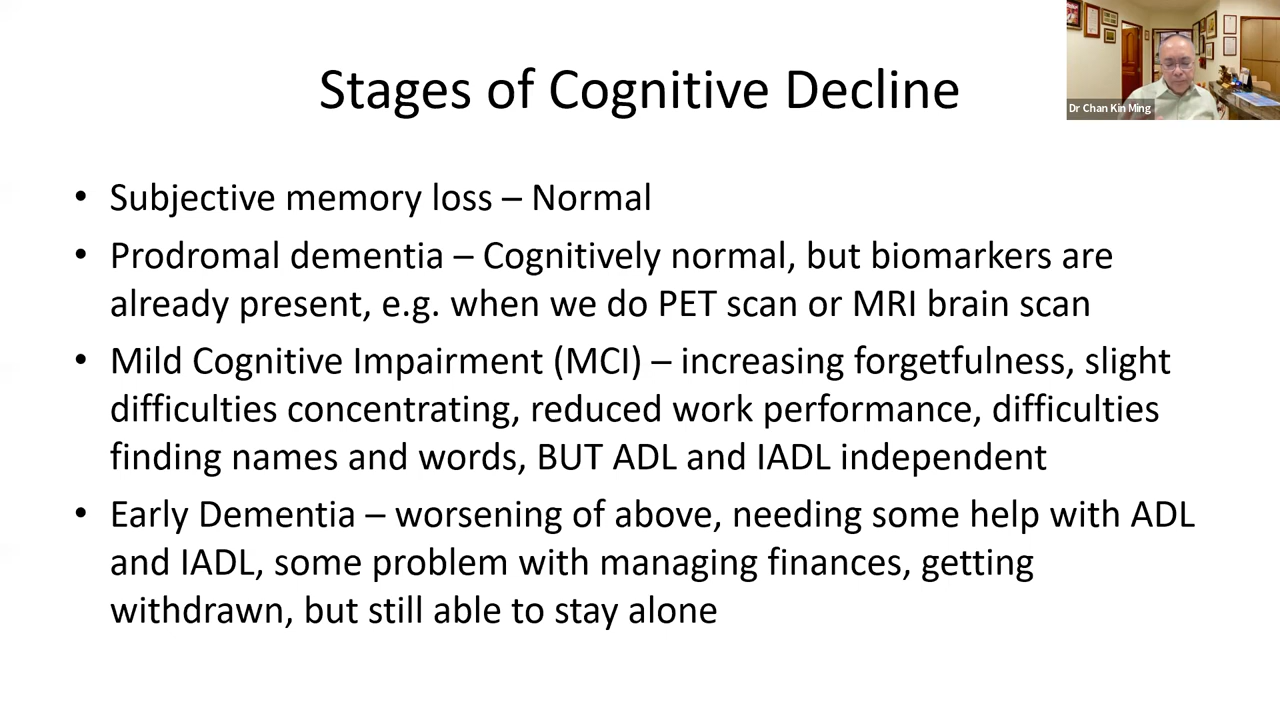 Stages of Cognitive Decline
Dr Chan Kin Ming
• Subjective memory loss – Normal
• Prodromal dementia – Cognitively normal, but biomarkers are
already present, e.g. when we do PET scan or MRI brain scan
• Mild Cognitive Impairment (MCI) – increasing forgetfulness, slight
difficulties concentrating, reduced work performance, difficulties
finding names and words, BUT ADL and IADL independent
• Early Dementia – worsening of above, needing some help with ADL
and IADL, some problem with managing finances, getting
withdrawn, but still able to stay alone